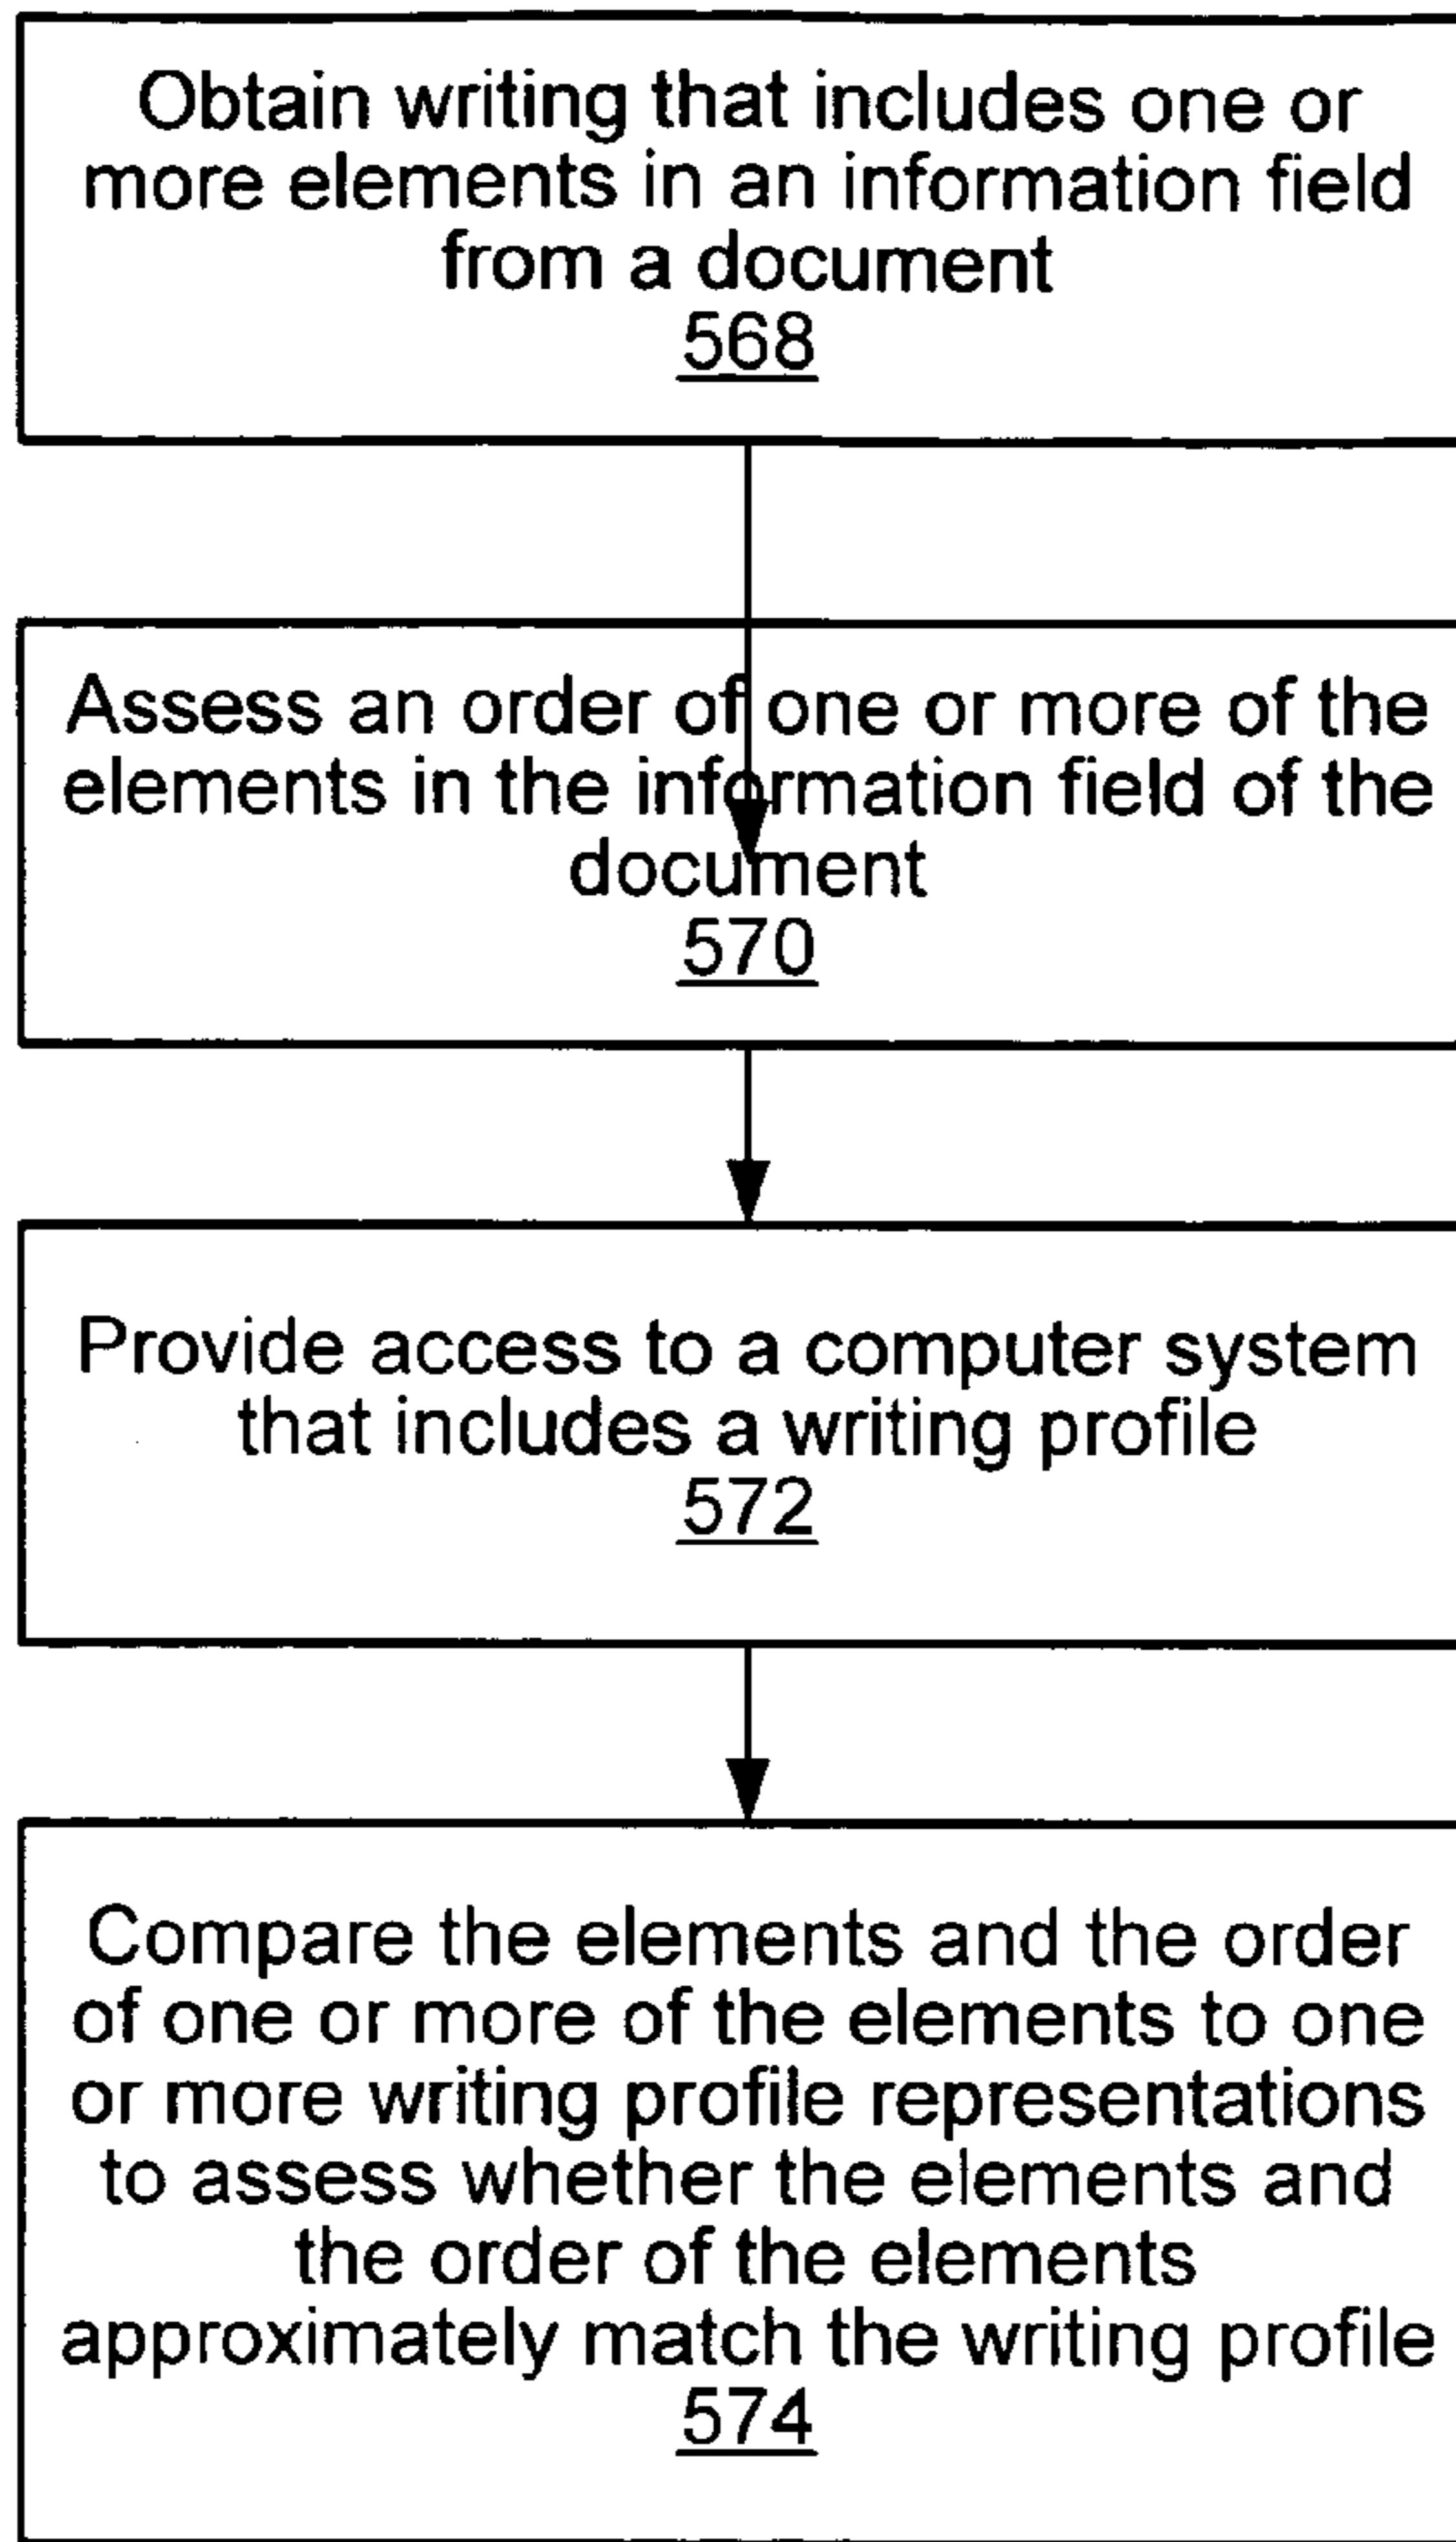 Obtain writing that includes one or
more elements in an information field
from a document
568
Assess an order of one or more of the
elements in the information field of the
document
570
Provide access to a computer system
that includes a writing profile
572
Compare the elements and the order
of one or more of the elements to one
or more writing profile representations
to assess whether the elements and
the order of the elements
approximately match the writing profile
574